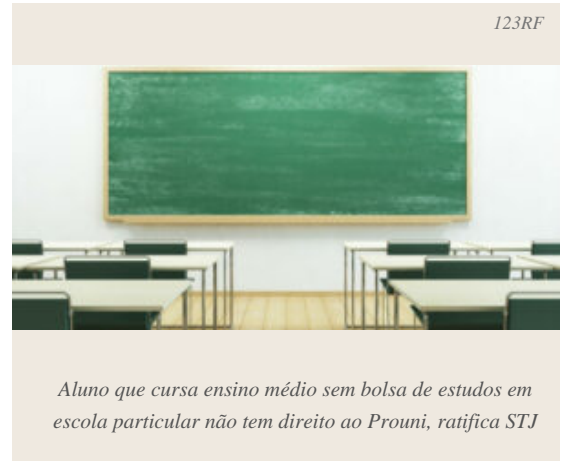 123RF
Aluno que cursa ensino médio sem bolsa de estudos em
escola particular não tem direito ao Prouni, ratifica STJ